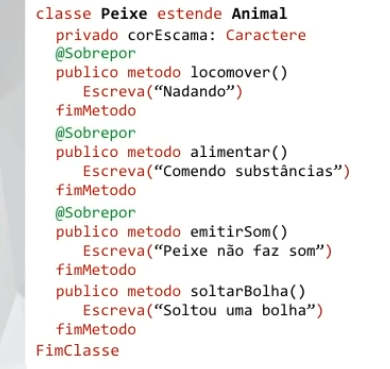 classe Peixe estende Animal
privado corEscama: Caractere
@Sobrepor
publico metodo locomover()
Escreva(“Nadando”)
fimMetodo
@Sobrepor
publico metodo alimentar()
Escreva(“Comendo substâncias”)
fimMetodo
@Sobrepor
publico metodo emitirSom()
Escreva(“Peixe não faz som”)
fimMetodo
publico metodo soltarBolha()
Escreva(“Soltou uma bolha”)
fimMetodo
FimClasse